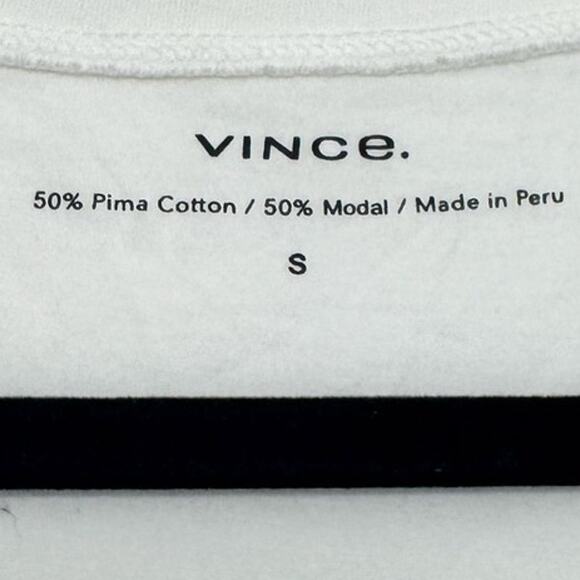 VINCE.
50% Pima Cotton / 50% Modal / Made in Peru
S